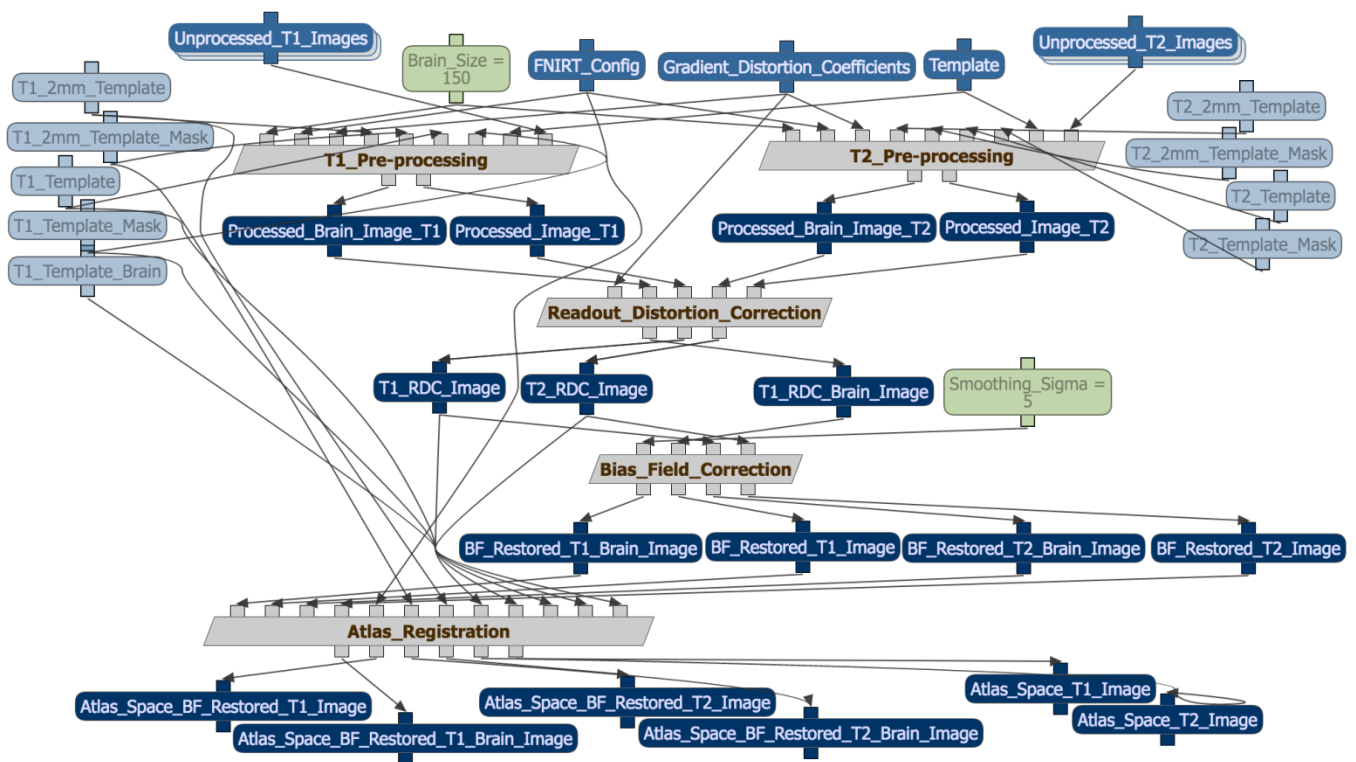 Unprocessed_T1_Images
Brain_Size =
150
FNIRT_Config
Gradient_Distortion_Coefficients
Template
Unprocessed_T2_Images
T1_2mm_Template
T2_2mm_Template
T1_2mm_Template_Mask
T1_Pre-processing
T2_Pre-processing
T2_2mm_Template_Mask
T1_Template
T2_Template
T1_Template_Mask
Processed_Brain_Image_T1
Processed_Image_T1
Processed_Brain_Image_T2
Processed_Image_T2
T2_Template_Mask
T1_Template_Brain
Readout_Distortion_Correction
T1_RDC_Image
T2_RDC_Image
T1_RDC_Brain_Image
Smoothing_Sigma =
5
Bias_Field_Correction
BF_Restored_T1_Brain_Image
BF_Restored_T1_Image
BF_Restored_T2_Brain_Image
BF_Restored_T2_Image
Atlas_Registration
Atlas_Space_BF_Restored_T1_Image
Atlas_Space_BF_Restored_T2_Image
Atlas_Space_T1_Image
Atlas_Space_BF_Restored_T1_Brain_Image
Atlas_Space_BF_Restored_T2_Brain_Image
Atlas_Space_T2_Image